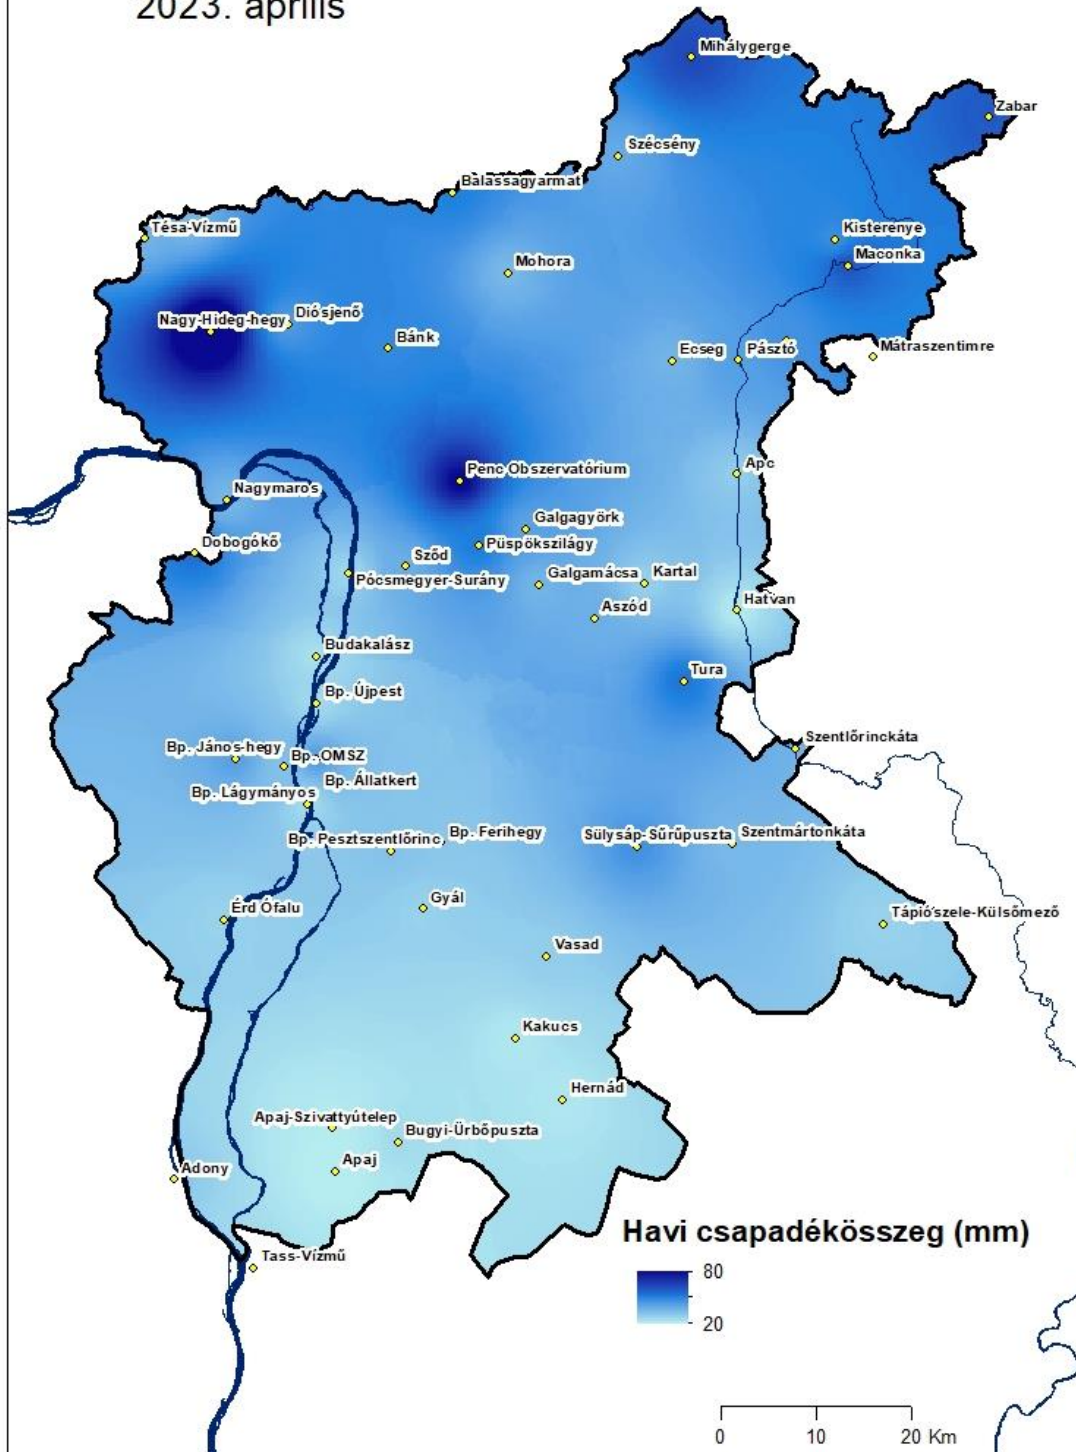 2023. április
Mihálygerge
Zabar
Szécsény
Balassagyarmat
Tésa-Vízmű
Kisterenye
Maconka
Mohora
Nagy-Hideg-hegy
Diósjenő
Bánk
Ecseg
Pásztó
Mátraszentimre
Penc Obszervatórium
Apc
Nagymaros
Galgagyörk
Dobogókő
Püspökszilágy
Sződ
Pócsmegyer-Surány
Galgamácsa
Kartal
Aszód
Hatvan
Budakalász
Tura
Bp. Újpest
Szentlőrinckáta
Bp. János-hegy
Bp. OMSZ
Bp. Állatkert
Bp. Lágymányos
Bp. Pesztszentlőrinc
Bp. Ferihegy
Sülysáp-Sűrűpuszta
Szentmártonkáta
Gyál
Érd Ófalu
Tápiószele-Külsőmező
Vasad
Kakucs
Hernád
Apaj-Szivattyútelep
Bugyi-Ürbőpuszta
Apaj
Adony
Tass-Vízmű
Havi csapadékösszeg (mm)
80
20
0 10 20 Km